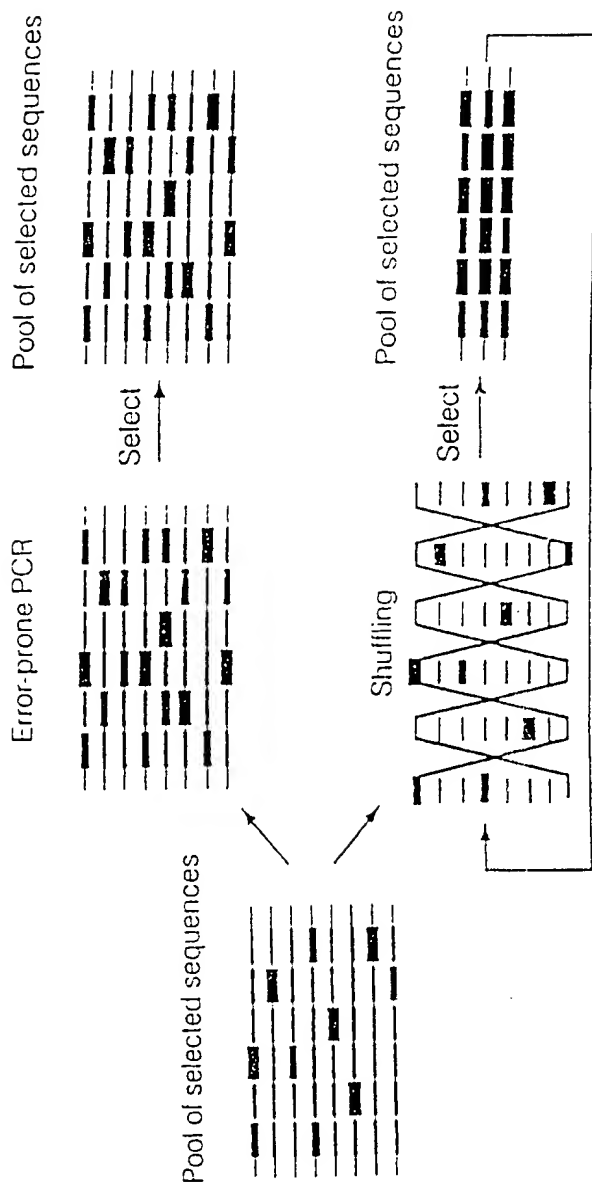 Pool of selected sequences
Error-prone PCR
Select
Pool of selected sequences
Shuffling
Select
Pool of selected sequences